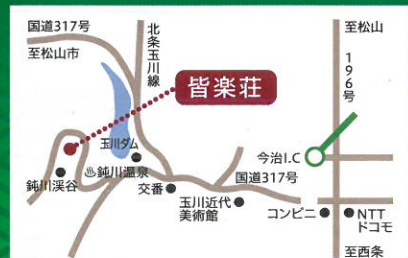 国道317号
至松山市
北条玉川線
至松山
196号
皆楽荘
玉川ダム
今治I.C
鈍川渓谷
鈍川温泉
交番
国道317号
玉川近代
美術館
コンビニ
NTT
ドコモ
至西条